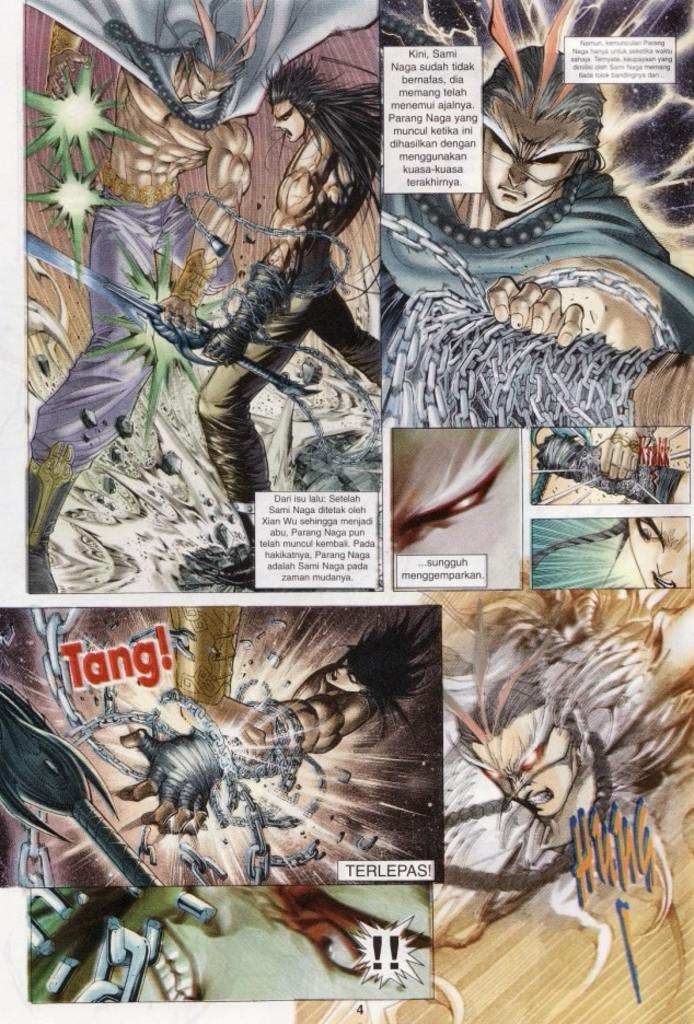 Dari isu lalu: Setelah
Sami Naga ditetak oleh
Xian Wu sehingga menjadi
abu, Parang Naga pun
telah muncul kembali. Pada
hakikatnya, Parang Naga
adalah Sami Naga pada
zaman mudanya.
Kini, Sami
Naga sudah tidak
bernafas, dia
memang telah
menemui ajalnya.
Parang Naga yang
muncul ketika ini
dihasilkan dengan
menggunakan
kuasa-kuasa
terakhirnya.
Namun, kemunculan Parang
Naga hanya untuk seketika waktu
sahaja. Ternyata, keupayaan yang
dimiliki oleh Sami Naga memang
tiada tolok bandingnya dan...
...sungguh
menggemparkan.
Krakk
Tang!
TERLEPAS!
!!
4